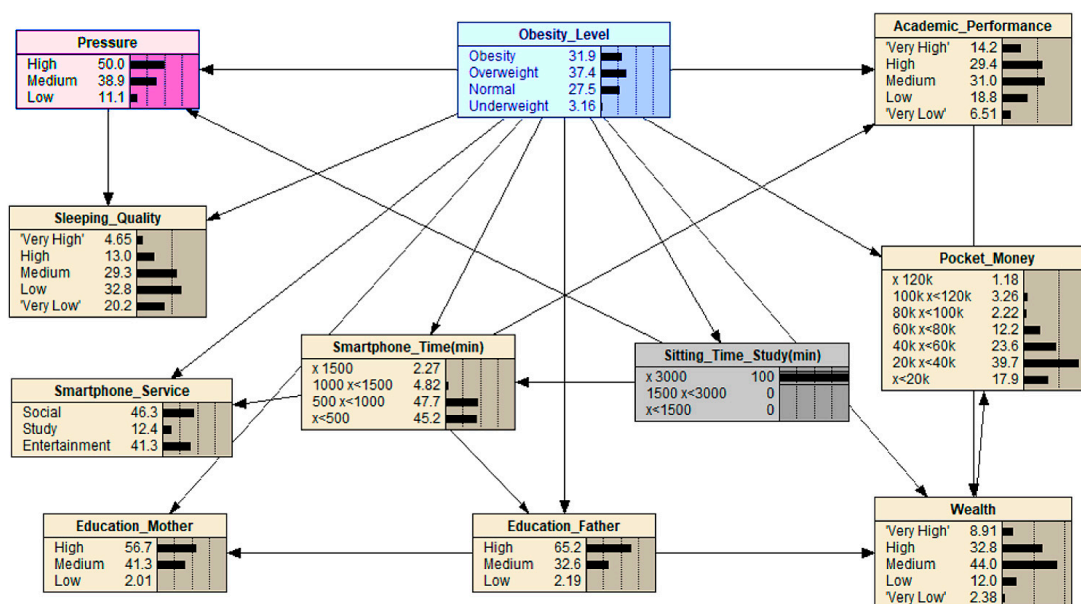 Pressure
High 50.0
Medium 38.9
Low 11.1
Obesity_Level
Obesity 31.9
Overweight 37.4
Normal 27.5
Underweight 3.16
Academic_Performance
'Very High' 14.2
High 29.4
Medium 31.0
Low 18.8
'Very Low' 6.51
Sleeping_Quality
'Very High' 4.65
High 13.0
Medium 29.3
Low 32.8
'Very Low' 20.2
Pocket_Money
x 120k 1.18
100k x<120k 3.26
80k x<100k 2.22
60k x<80k 12.2
40k x<60k 23.6
20k x<40k 39.7
x<20k 17.9
Smartphone_Time(min)
x 1500 2.27
1000 x<1500 4.82
500 x<1000 47.7
x<500 45.2
Sitting_Time_Study(min)
x 3000 100
1500 x<3000 0
x<1500 0
Smartphone_Service
Social 46.3
Study 12.4
Entertainment 41.3
Education_Mother
High 56.7
Medium 41.3
Low 2.01
Education_Father
High 65.2
Medium 32.6
Low 2.19
Wealth
'Very High' 8.91
High 32.8
Medium 44.0
Low 12.0
'Very Low' 2.38